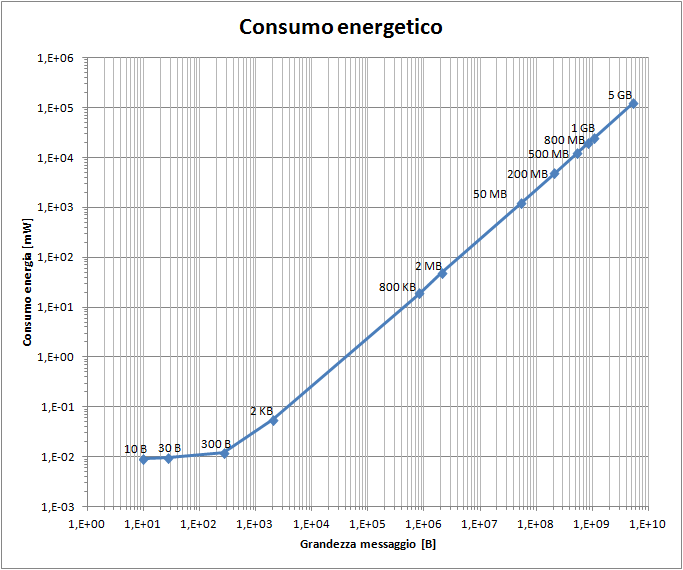 Consumo energetico
1,E+06
1,E+05
1,E+04
1,E+03
1,E+02
1,E+01
1,E+00
1,E-01
1,E-02
1,E-03
Consumo energia [mW]
5 GB
1 GB
800 MB
500 MB
200 MB
50 MB
2 MB
800 KB
2 KB
10 B 30 B 300 B
1,E+00 1,E+01 1,E+02 1,E+03 1,E+04 1,E+05 1,E+06 1,E+07 1,E+08 1,E+09 1,E+10
Grandezza messaggio [B]